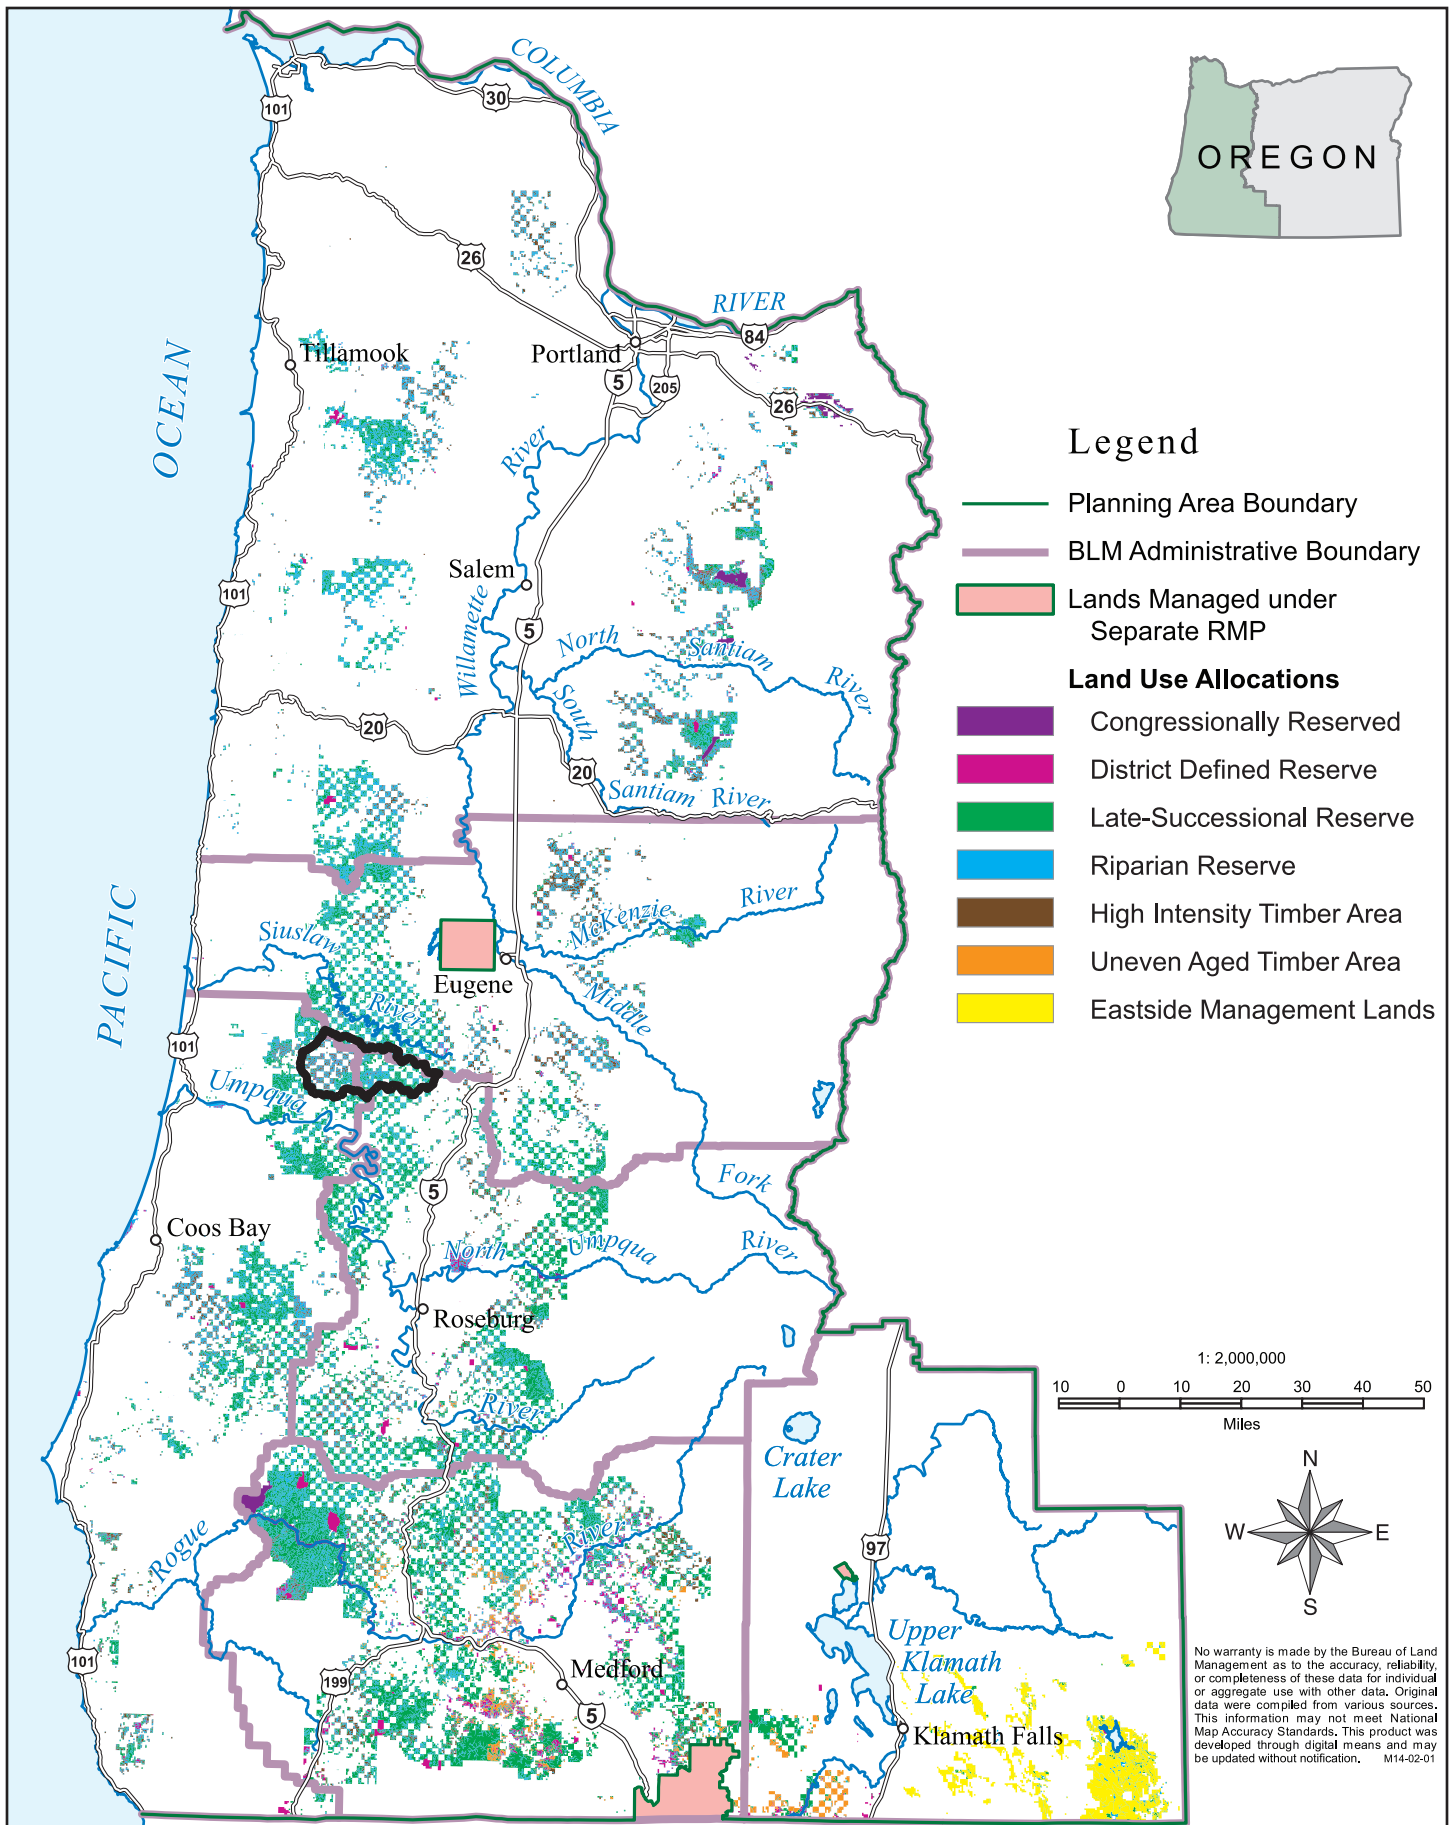 COLUMBIA
30
101
OREGON
26
RIVER
84
Tillamook
Portland
5
205
26
OCEAN
River
Legend
Planning Area Boundary
BLM Administrative Boundary
Lands Managed under
Separate RMP
Land Use Allocations
Congressionally Reserved
District Defined Reserve
Late-Successional Reserve
Riparian Reserve
High Intensity Timber Area
Uneven Aged Timber Area
Eastside Management Lands
Salem
101
Willamette
5
North
Santiam
River
South
20
20
Santiam River
PACIFIC
McKenzie
River
Siuslaw
River
Eugene
Middle
101
Umpqua
Fork
5
Coos Bay
North
Umpqua
River
Roseburg
River
1: 2,000,000
10 0 10 20 30 40 50
Miles
Crater
Lake
N
W
E
S
Rogue
River
97
Upper
Klamath
Lake
101
199
Medford
5
Klamath Falls
No warranty is made by the Bureau of Land
Management as to the accuracy, reliability,
or completeness of these data for individual
or aggregate use with other data. Original
data were compiled from various sources.
This information may not meet National
Map Accuracy Standards. This product was
developed through digital means and may
be updated without notification. M14-02-01